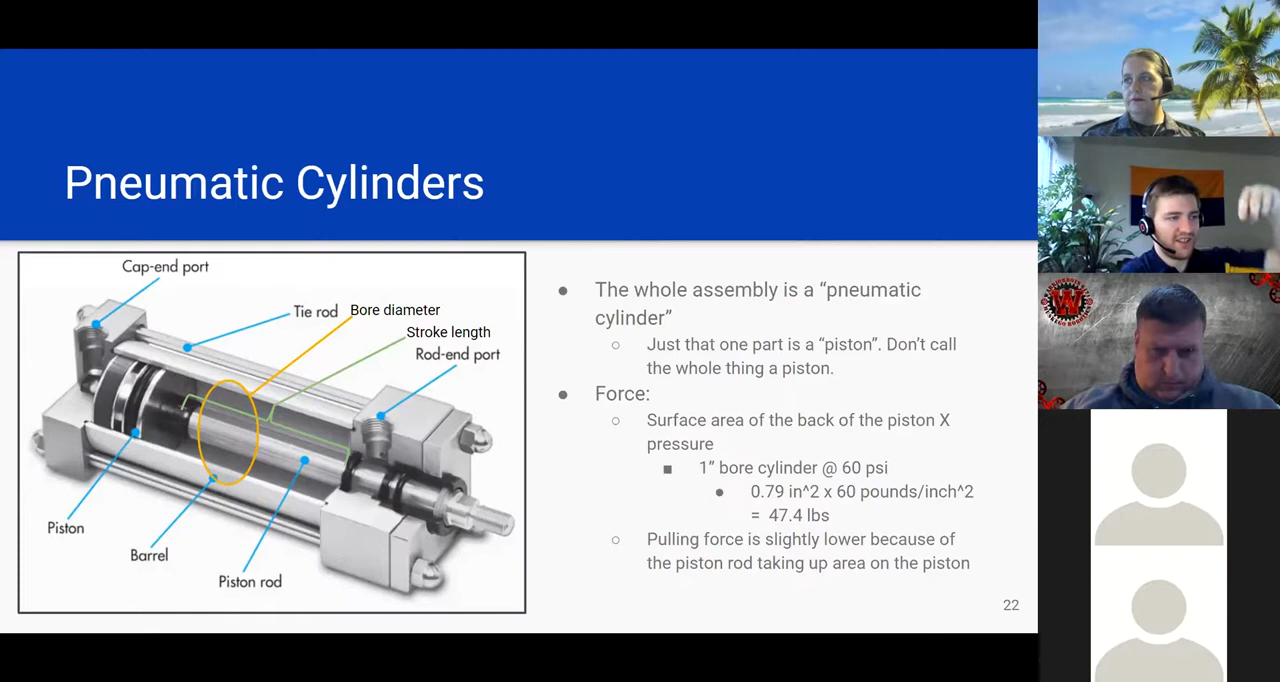 Pneumatic Cylinders
Cap-end port
Tie rod
Bore diameter
Stroke length
Rod-end port
Piston
Barrel
Piston rod
● The whole assembly is a “pneumatic
cylinder”
○ Just that one part is a “piston”. Don’t call
the whole thing a piston.
● Force:
○ Surface area of the back of the piston X
pressure
■ 1” bore cylinder @ 60 psi
● 0.79 in^2 x 60 pounds/inch^2
= 47.4 lbs
○ Pulling force is slightly lower because of
the piston rod taking up area on the piston
22
W